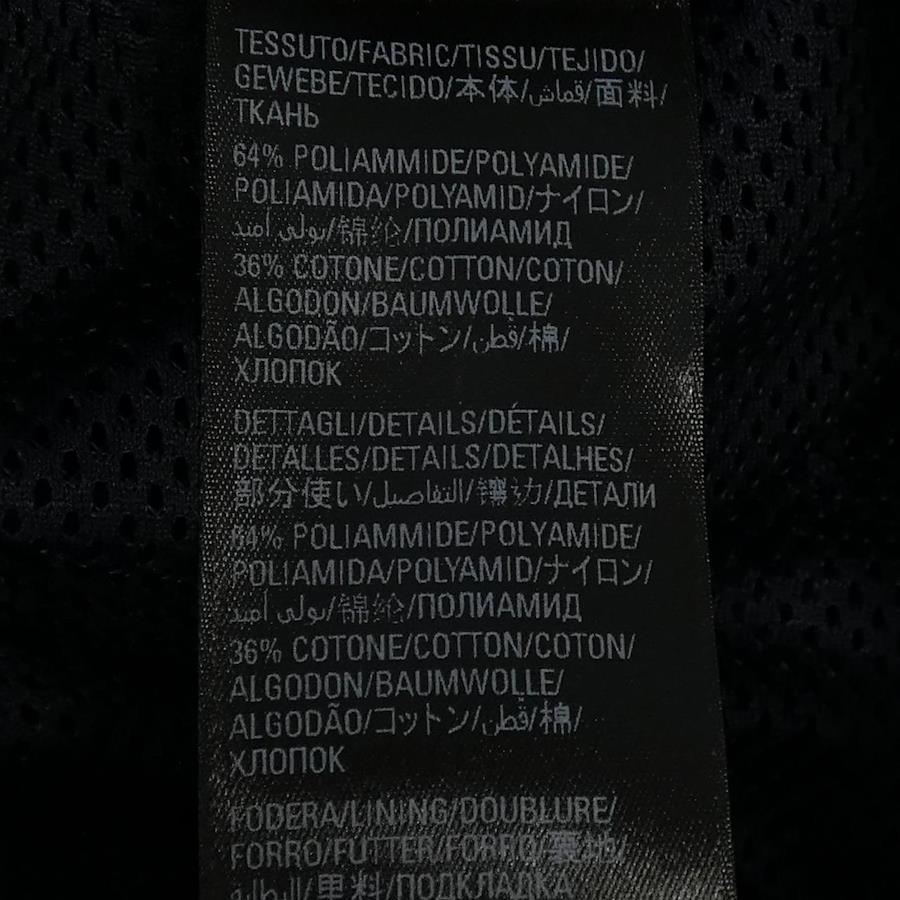 TESSUTO/FABRIC/TISSU/TEJIDO/
GEWEBE/TECIDO/本体/قماش/面料/
ТКАНЬ
64% POLIAMMIDE/POLYAMIDE/
POLIAMIDA/POLYAMID/ナイロン/
بولي أميد/锦纶/ПОЛИАМИД
36% COTONE/COTTON/COTON/
ALGODON/BAUMWOLLE/
ALGODÃO/コットン/قطن/棉/
ХЛОПОК
DETTAGLI/DETAILS/DÉTAILS/
DETALLES/DETAILS/DETALHES/
部分使い/التفاصيل/镶边/ДЕТАЛИ
64% POLIAMMIDE/POLYAMIDE/
POLIAMIDA/POLYAMID/ナイロン/
بولي أميد/锦纶/ПОЛИАМИД
36% COTONE/COTTON/COTON/
ALGODON/BAUMWOLLE/
ALGODÃO/コットン/قطن/棉/
ХЛОПОК
FODERA/LINING/DOUBLURE/
FORRO/FUTTER/FORRO/裏地/
البطانة/里料/ПОДКЛАДКА